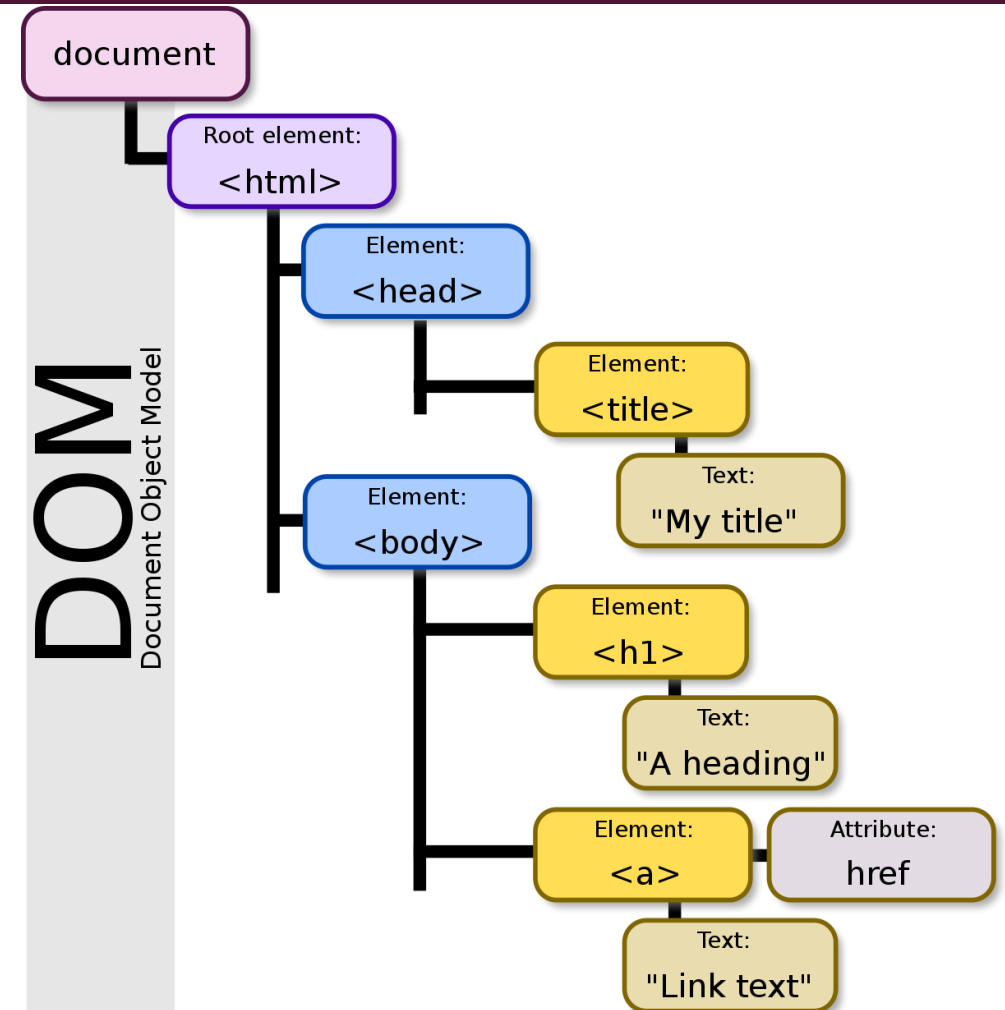 document
Root element:
<html>
Element:
<head>
Element:
<title>
Text:
"My title"
Element:
<body>
Element:
<h1>
Text:
"A heading"
Element:
<a>
Attribute:
href
Text:
"Link text"
DOM
Document Object Model